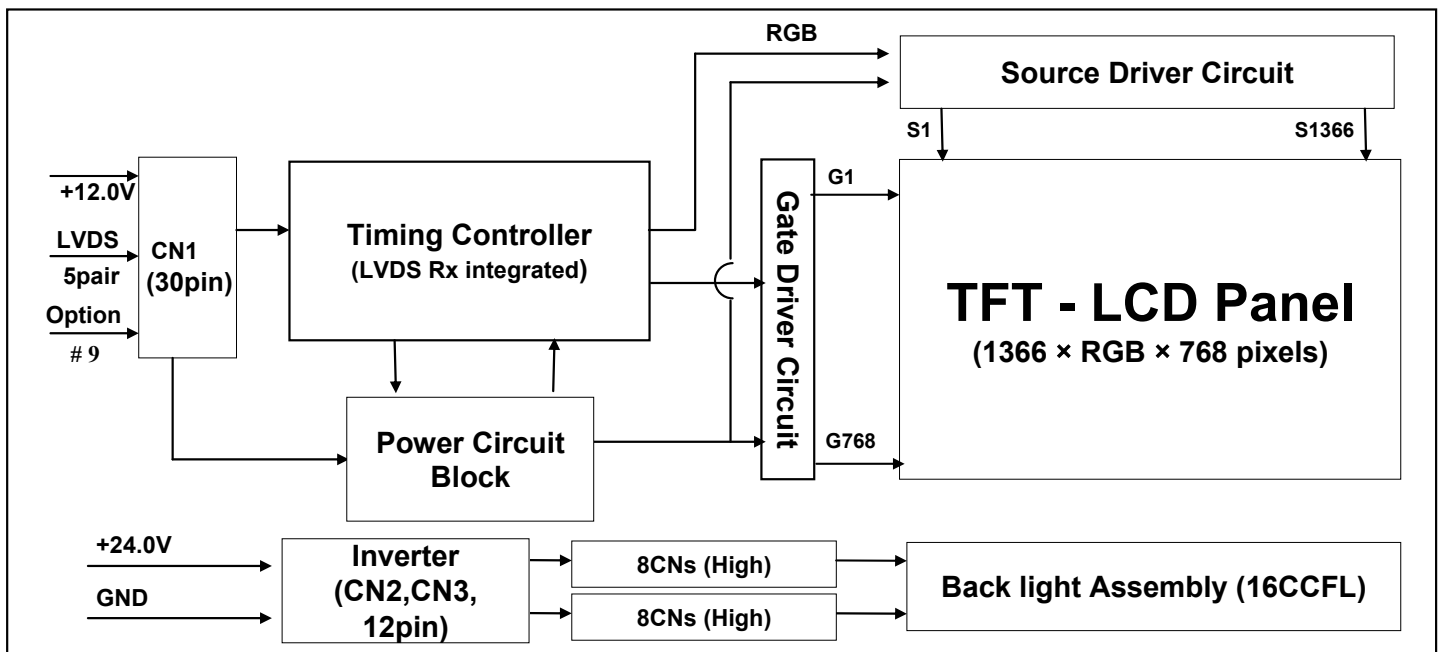 RGB
Source Driver Circuit
S1
S1366
+12.0V
LVDS
5pair
Option
# 9
CN1
(30pin)
Timing Controller
(LVDS Rx integrated)
Gate Driver Circuit
G1
G768
TFT - LCD Panel
(1366 × RGB × 768 pixels)
Power Circuit
Block
+24.0V
GND
Inverter
(CN2,CN3,
12pin)
8CNs (High)
8CNs (High)
Back light Assembly (16CCFL)